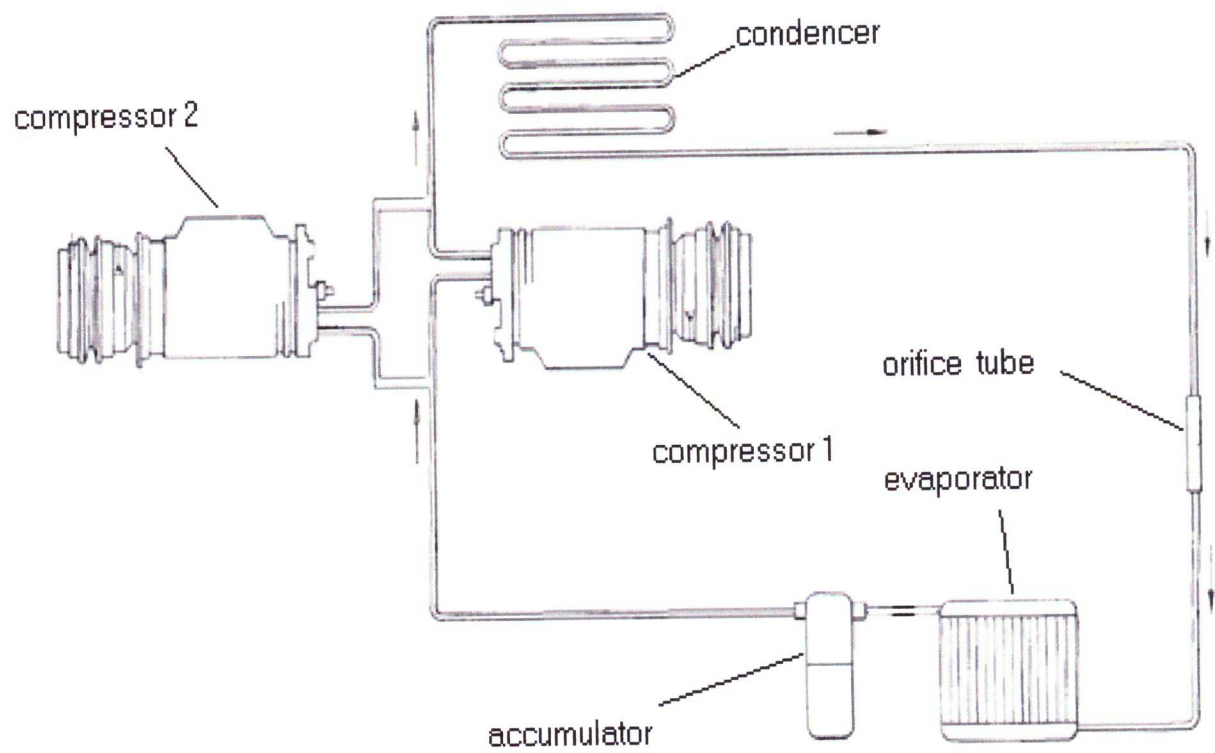 condencer
compressor 2
orifice tube
compressor 1
evaporator
accumulator